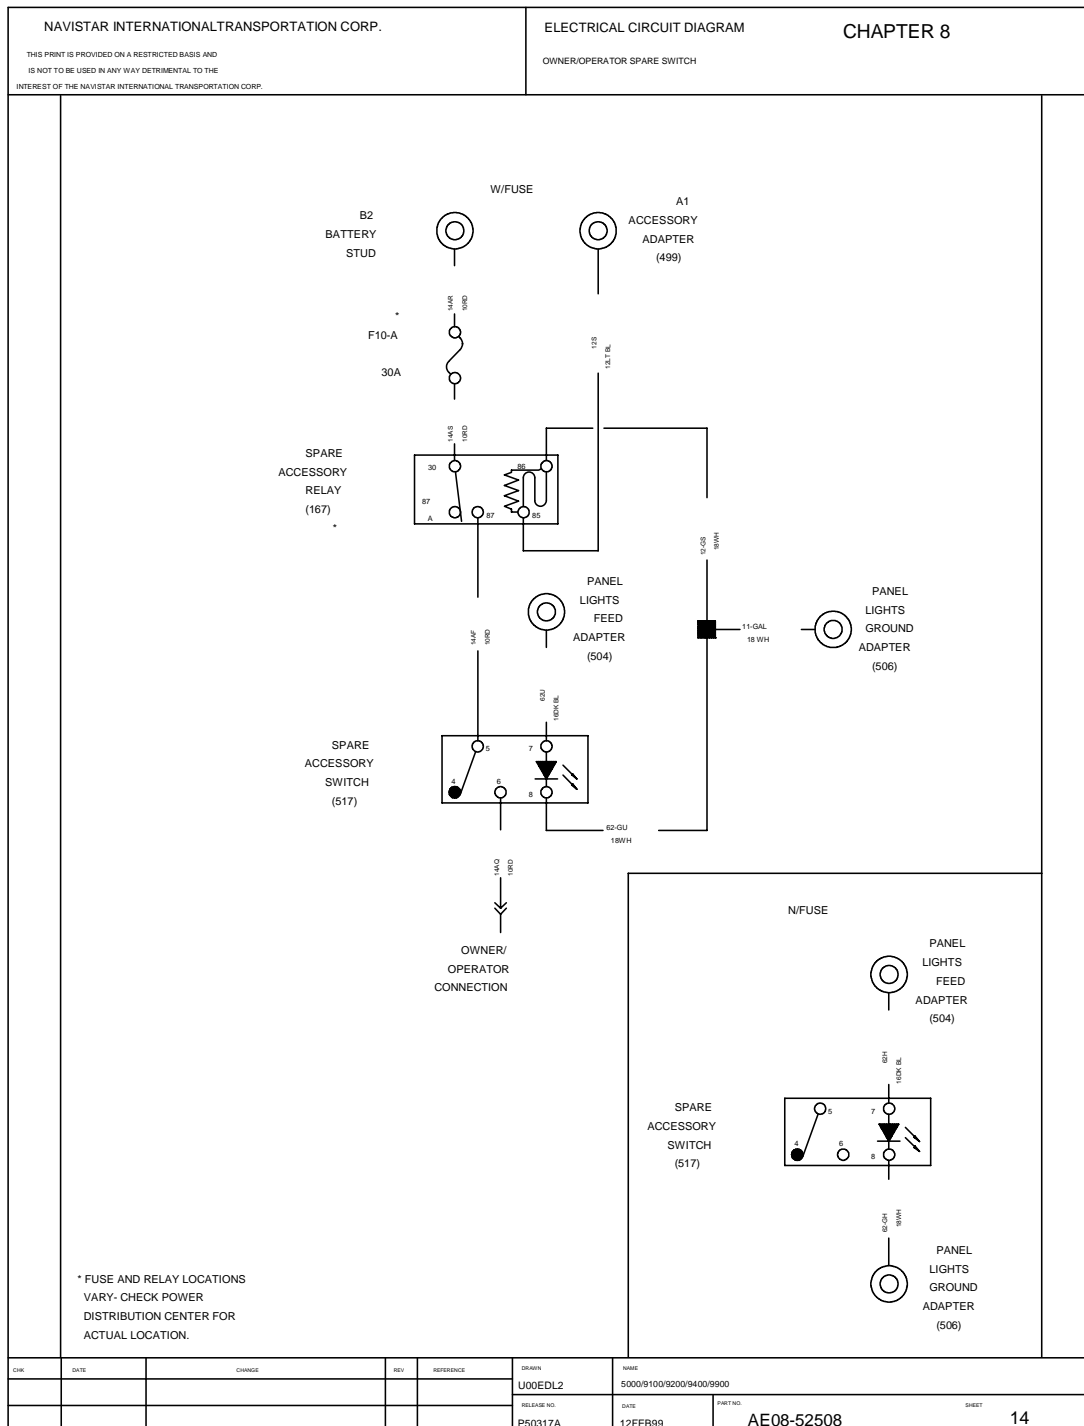 NAVISTAR INTERNATIONALTRANSPORTATION CORP.
THIS PRINT IS PROVIDED ON A RESTRICTED BASIS AND
IS NOT TO BE USED IN ANY WAY DETRIMENTAL TO THE
INTEREST OF THE NAVISTAR INTERNATIONAL TRANSPORTATION CORP.
ELECTRICAL CIRCUIT DIAGRAM
OWNER/OPERATOR SPARE SWITCH
CHAPTER 8
W/FUSE
B2
BATTERY
STUD
A1
ACCESSORY
ADAPTER
(499)
14AR
10RD
*
F10-A
30A
12S
12LT BL
14AS
10RD
SPARE
ACCESSORY
RELAY
(167)
*
30
86
87
A
87
85
12-GS
18WH
PANEL
LIGHTS
FEED
ADAPTER
(504)
14AF
10RD
11-GAL
18 WH
PANEL
LIGHTS
GROUND
ADAPTER
(506)
62U
16DK BL
SPARE
ACCESSORY
SWITCH
(517)
5
7
4
6
8
62-GU
18WH
14AQ
10RD
OWNER/
OPERATOR
CONNECTION
N/FUSE
PANEL
LIGHTS
FEED
ADAPTER
(504)
62H
16DK BL
SPARE
ACCESSORY
SWITCH
(517)
5
7
4
6
8
62-GH
18WH
PANEL
LIGHTS
GROUND
ADAPTER
(506)
* FUSE AND RELAY LOCATIONS
VARY- CHECK POWER
DISTRIBUTION CENTER FOR
ACTUAL LOCATION.
CHK
DATE
CHANGE
REV
REFERENCE
DRAWN
U00EDL2
NAME
5000/9100/9200/9400/9900
RELEASE NO.
P50317A
DATE
12FEB99
PART NO.
AE08-52508
SHEET
14